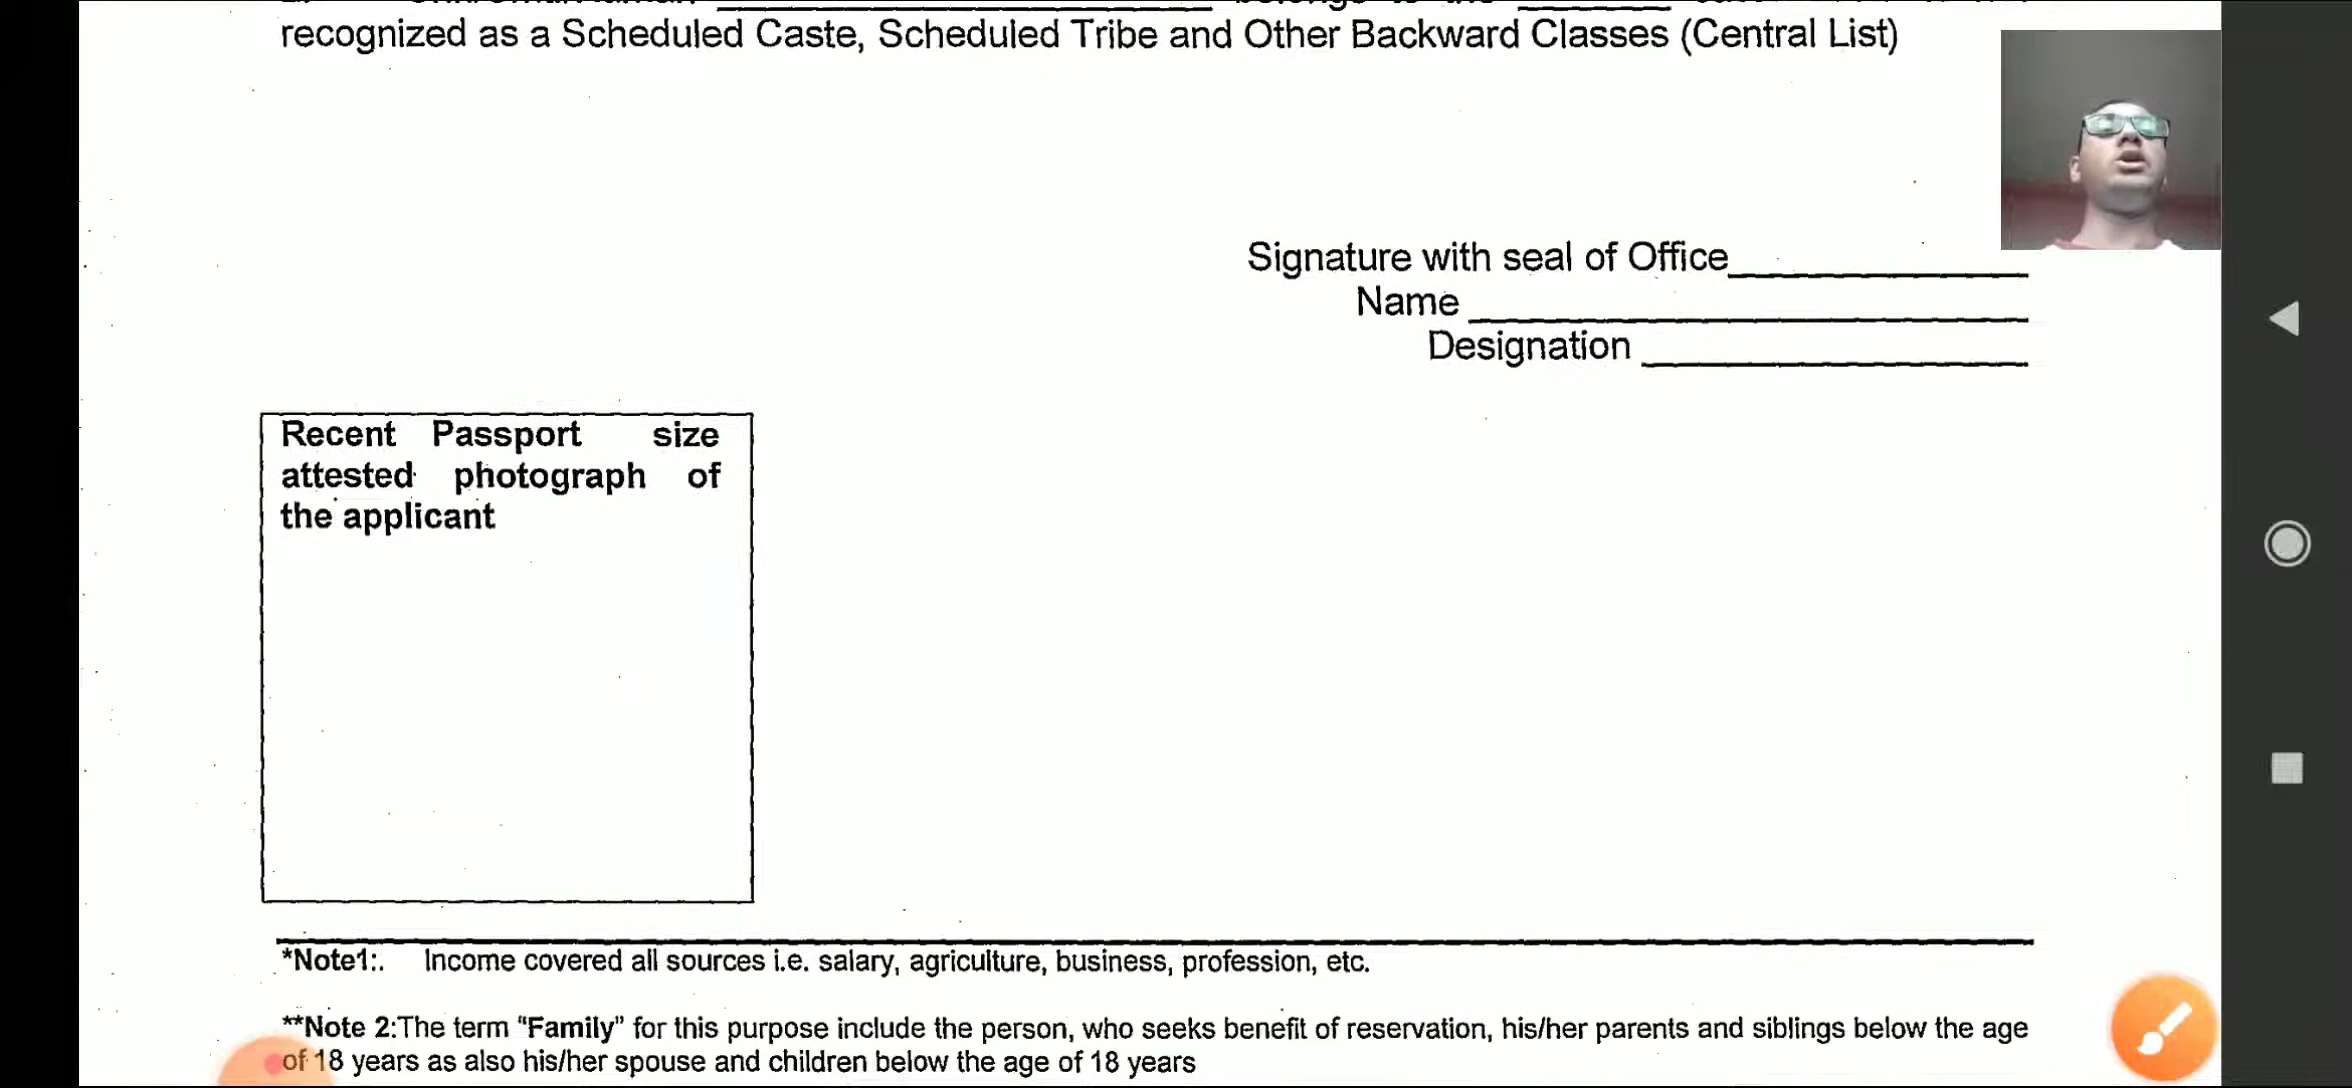 belongs to the
recognized as a Scheduled Caste, Scheduled Tribe and Other Backward Classes (Central List)
Signature with seal of Office
Name
Designation
Recent Passport size
attested photograph of
the applicant
*Note1:. Income covered all sources i.e. salary, agriculture, business, profession, etc.
**Note 2:The term "Family" for this purpose include the person, who seeks benefit of reservation, his/her parents and siblings below the age
of 18 years as also his/her spouse and children below the age of 18 years